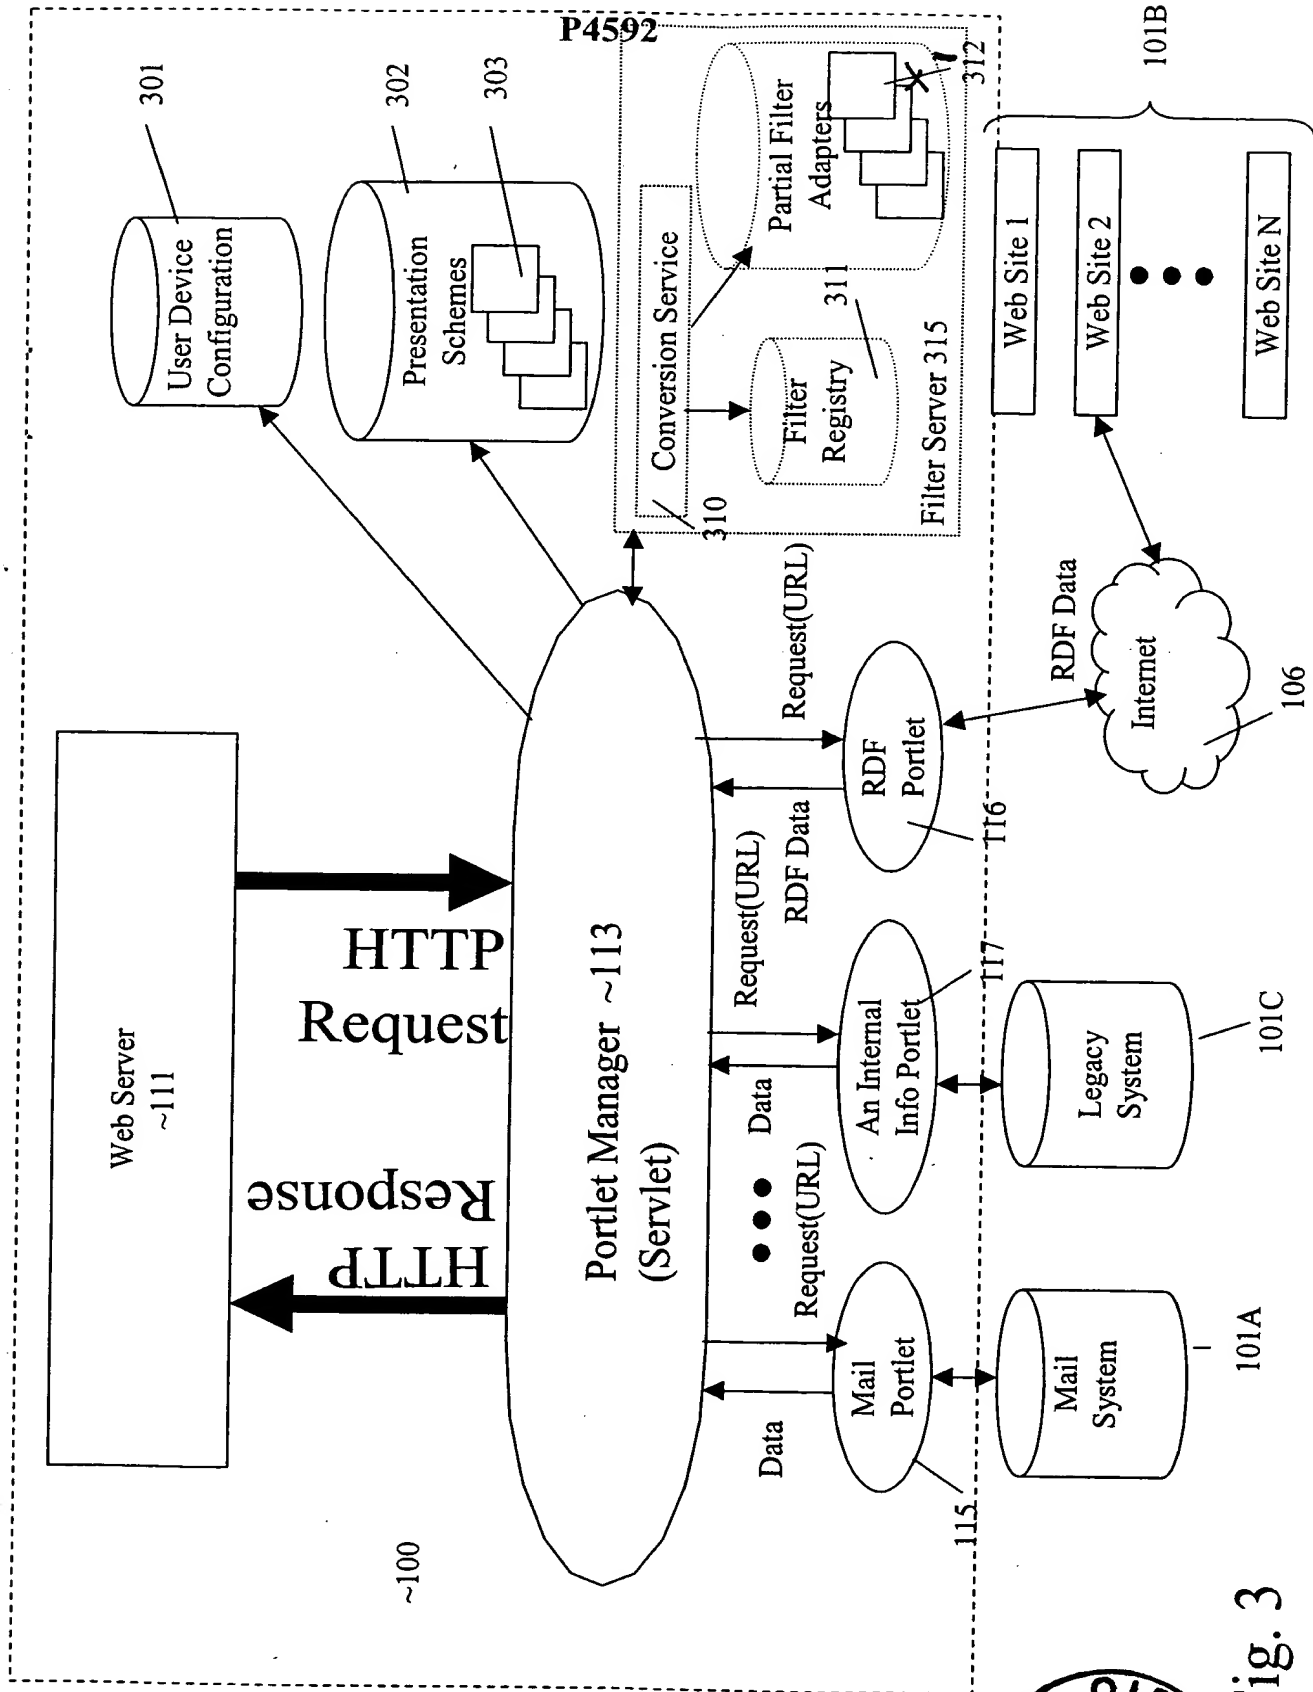 P4592
~100
Web Server
~111
HTTP
Response
HTTP
Request
301
User Device
Configuration
302
303
Presentation
Schemes
Portlet Manager ~113
(Servlet)
310
Conversion Service
Filter
Registry
311
Partial Filter
Adapters
312
Filter Server 315
Data
Request(URL)
Data
Request(URL)
RDF Data
Request(URL)
115
Mail
Portlet
An Internal
Info Portlet
117
RDF
Portlet
116
Mail
System
101A
Legacy
System
101C
RDF Data
Internet
106
Web Site 1
Web Site 2
Web Site N
101B
ig. 3